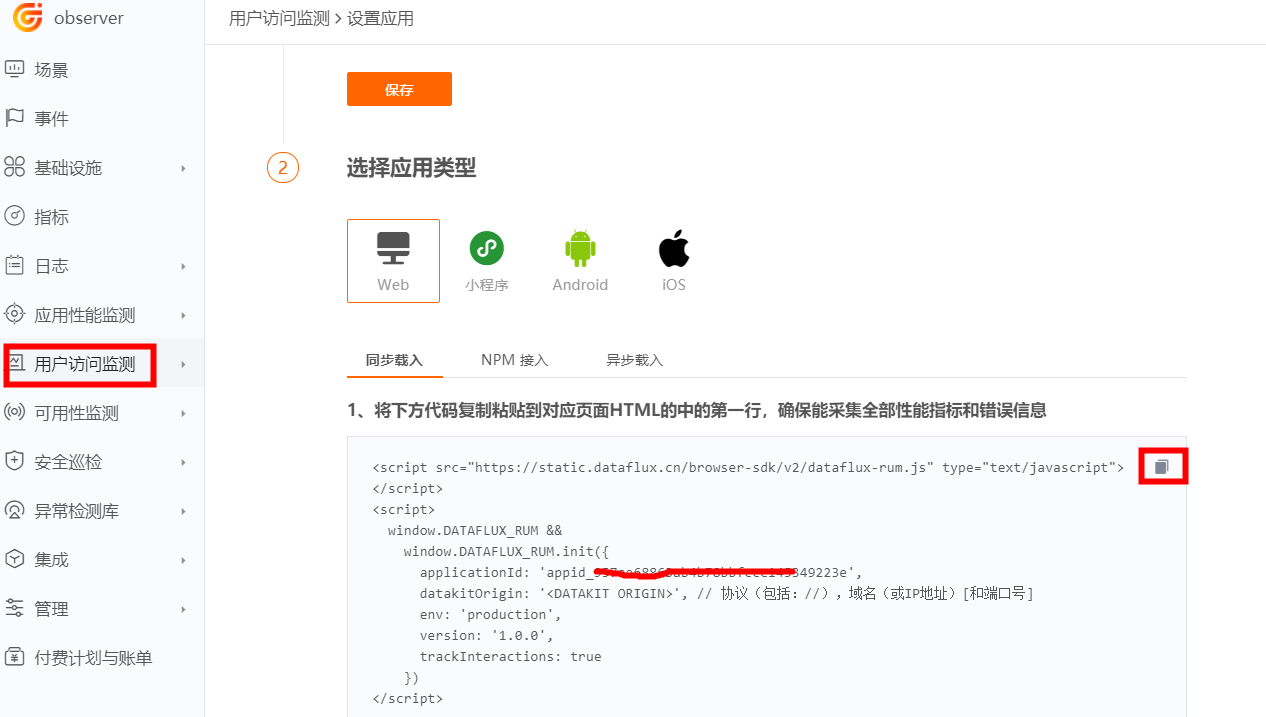 observer
用户访问监测 > 设置应用
场景
事件
基础设施
指标
日志
应用性能监测
用户访问监测
可用性监测
安全巡检
异常检测库
集成
管理
付费计划与账单
保存
2
选择应用类型
Web
小程序
Android
iOS
同步载入
NPM 接入
异步载入
1、将下方代码复制粘贴到对应页面HTML的中的第一行，确保能采集全部性能指标和错误信息
<script src="https://static.dataflux.cn/browser-sdk/v2/dataflux-rum.js" type="text/javascript">
</script>
<script>
window.DATAFLUX_RUM &&
window.DATAFLUX_RUM.init({
applicationId: 'appid_ 349223e',
datakitOrigin: '<DATAKIT ORIGIN>', // 协议（包括：//），域名（或IP地址）[和端口号]
env: 'production',
version: '1.0.0',
trackInteractions: true
})
</script>